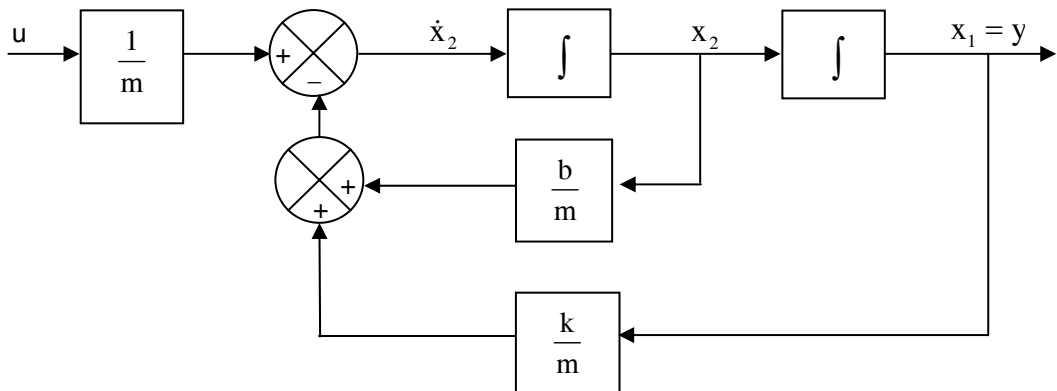 u
1
m
+
−
ẋ₂
∫
x₂
∫
x₁ = y
+
+
b
m
k
m